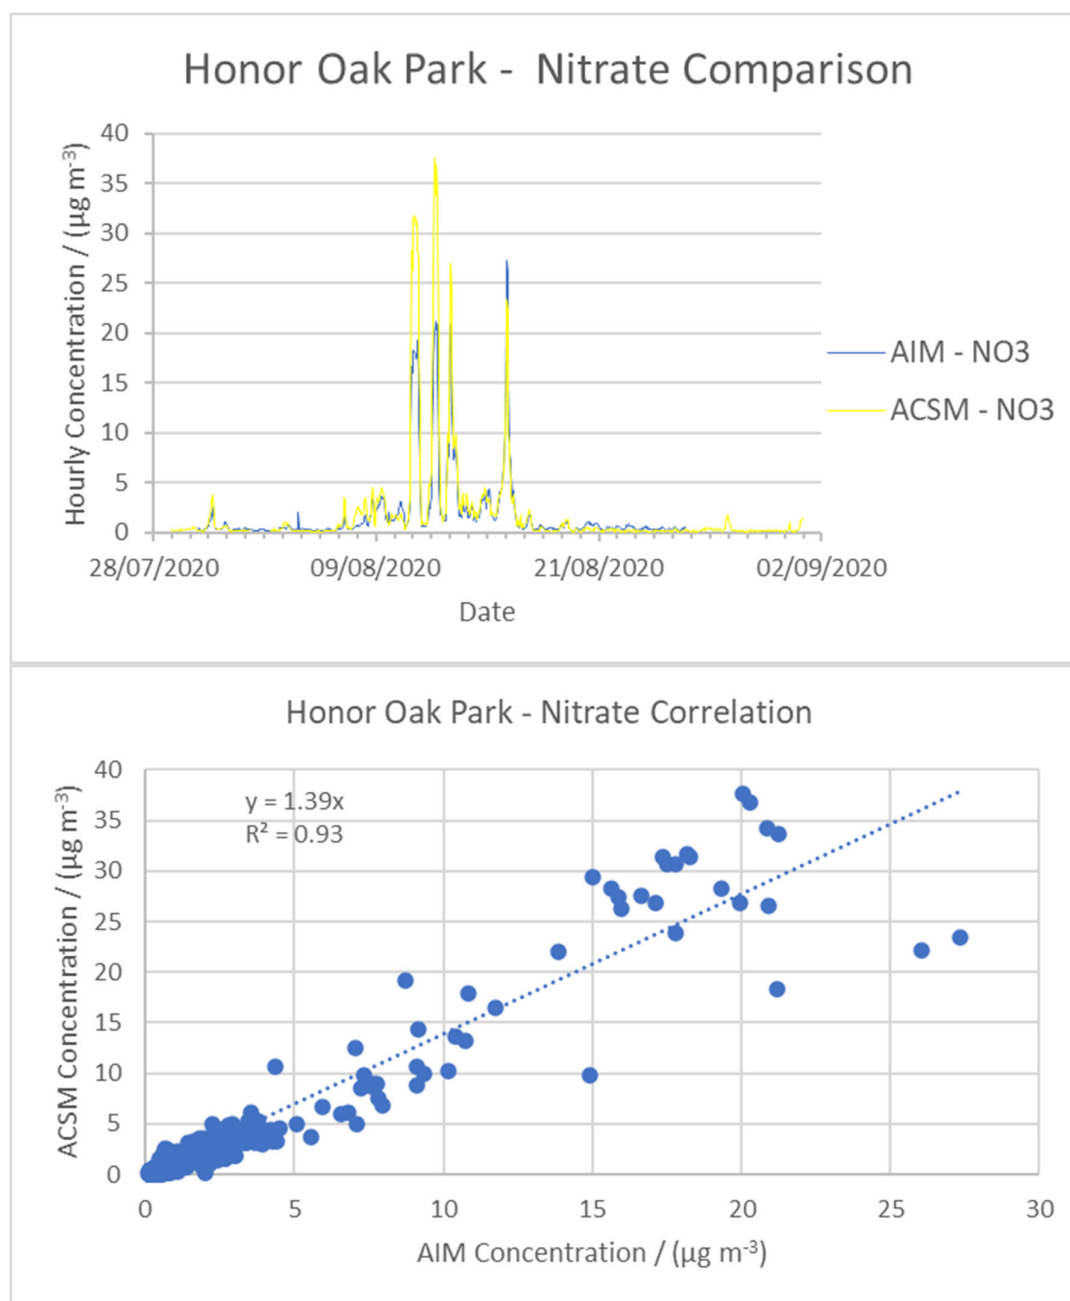 Honor Oak Park -  Nitrate Comparison
Hourly Concentration / (µg m⁻³)
40
35
30
25
20
15
10
5
0
28/07/2020
09/08/2020
21/08/2020
02/09/2020
Date
AIM - NO3
ACSM - NO3
Honor Oak Park - Nitrate Correlation
ACSM Concentration / (µg m⁻³)
40
35
30
25
20
15
10
5
0
y = 1.39x
R² = 0.93
0
5
10
15
20
25
30
AIM Concentration / (µg m⁻³)